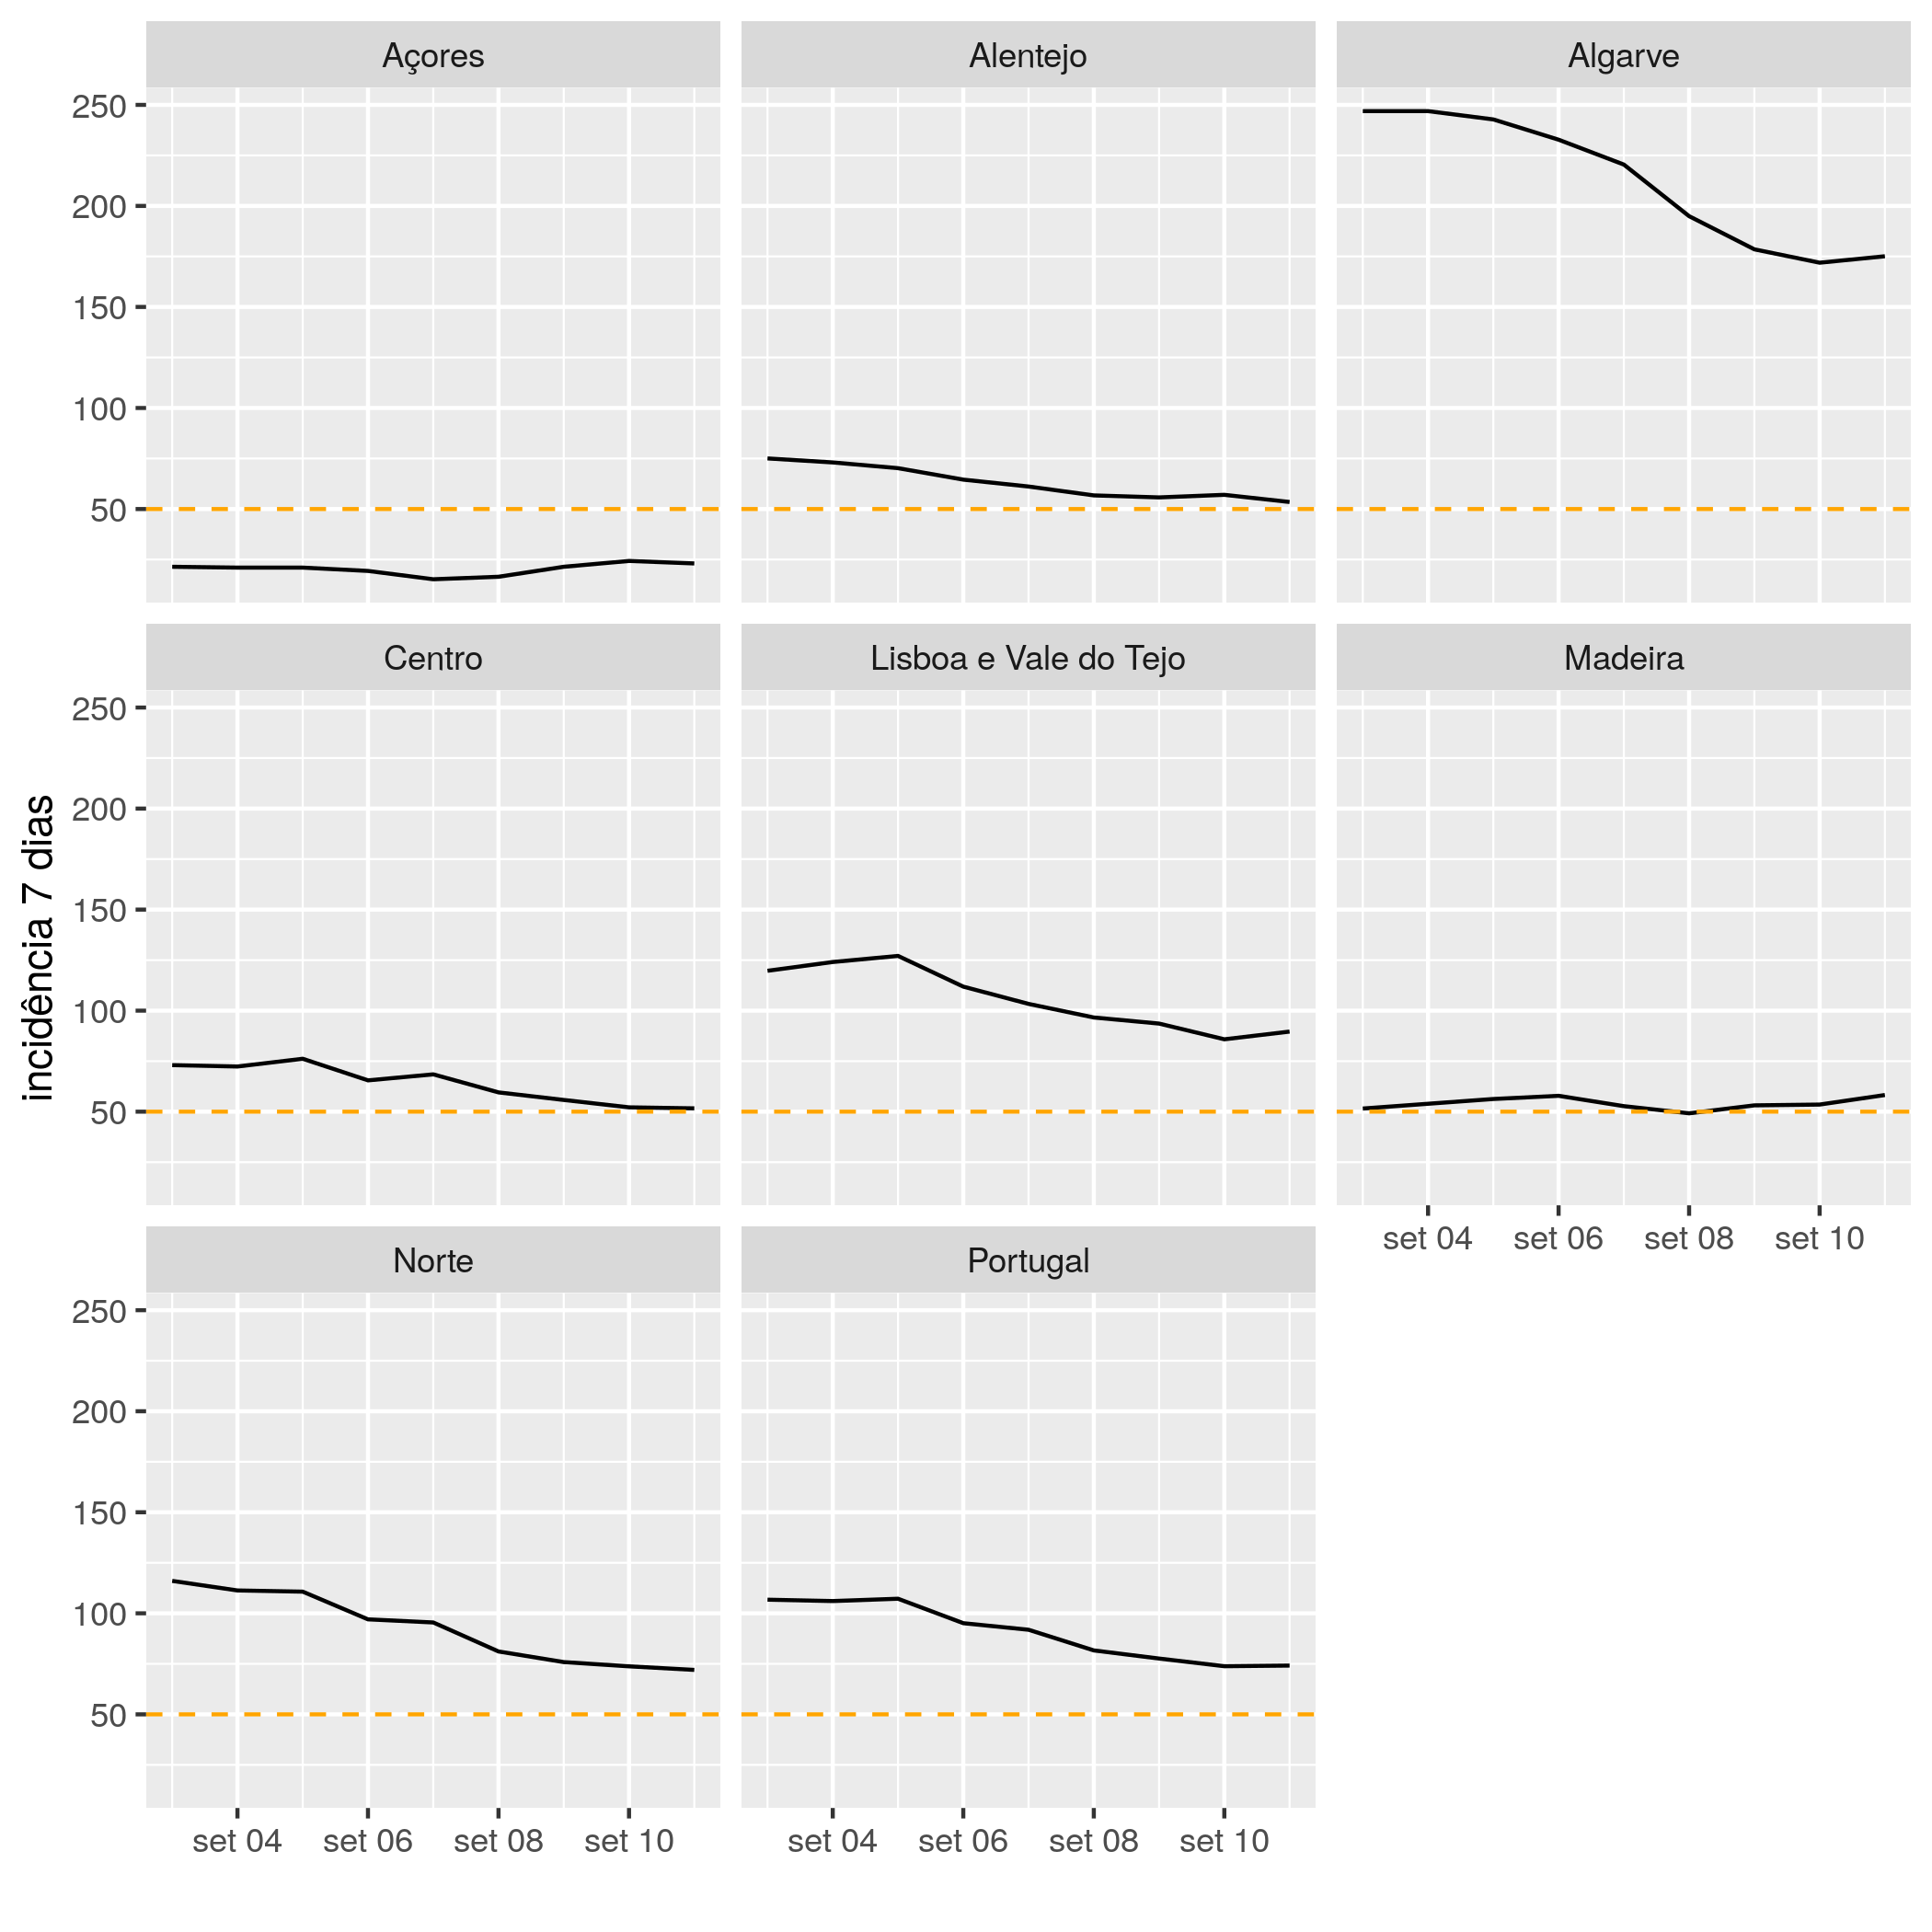 Açores
Alentejo
Algarve
250
200
150
100
50
Centro
Lisboa e Vale do Tejo
Madeira
250
200
150
100
50
incidência 7 dias
set 04
set 06
set 08
set 10
Norte
Portugal
250
200
150
100
50
set 04
set 06
set 08
set 10
set 04
set 06
set 08
set 10